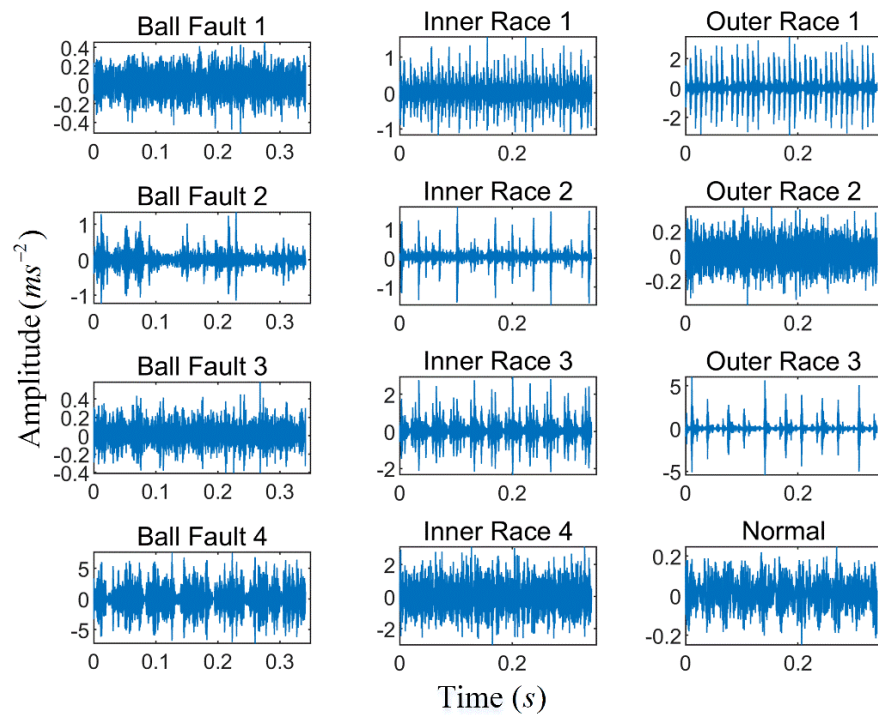 Ball Fault 1
Inner Race 1
Outer Race 1
0.4
0.2
0
-0.2
-0.4
0 0.1 0.2 0.3
1
0
-1
0 0.2
2
0
-2
0 0.2
Ball Fault 2
Inner Race 2
Outer Race 2
1
0
-1
0 0.1 0.2 0.3
1
0
-1
0 0.2
0.2
0
-0.2
0 0.2
Ball Fault 3
Inner Race 3
Outer Race 3
0.4
0.2
0
-0.2
-0.4
0 0.1 0.2 0.3
2
0
-2
0 0.2
5
0
-5
0 0.2
Ball Fault 4
Inner Race 4
Normal
5
0
-5
0 0.1 0.2 0.3
2
0
-2
0 0.2
0.2
0
-0.2
0 0.2
Amplitude (ms⁻²)
Time (s)